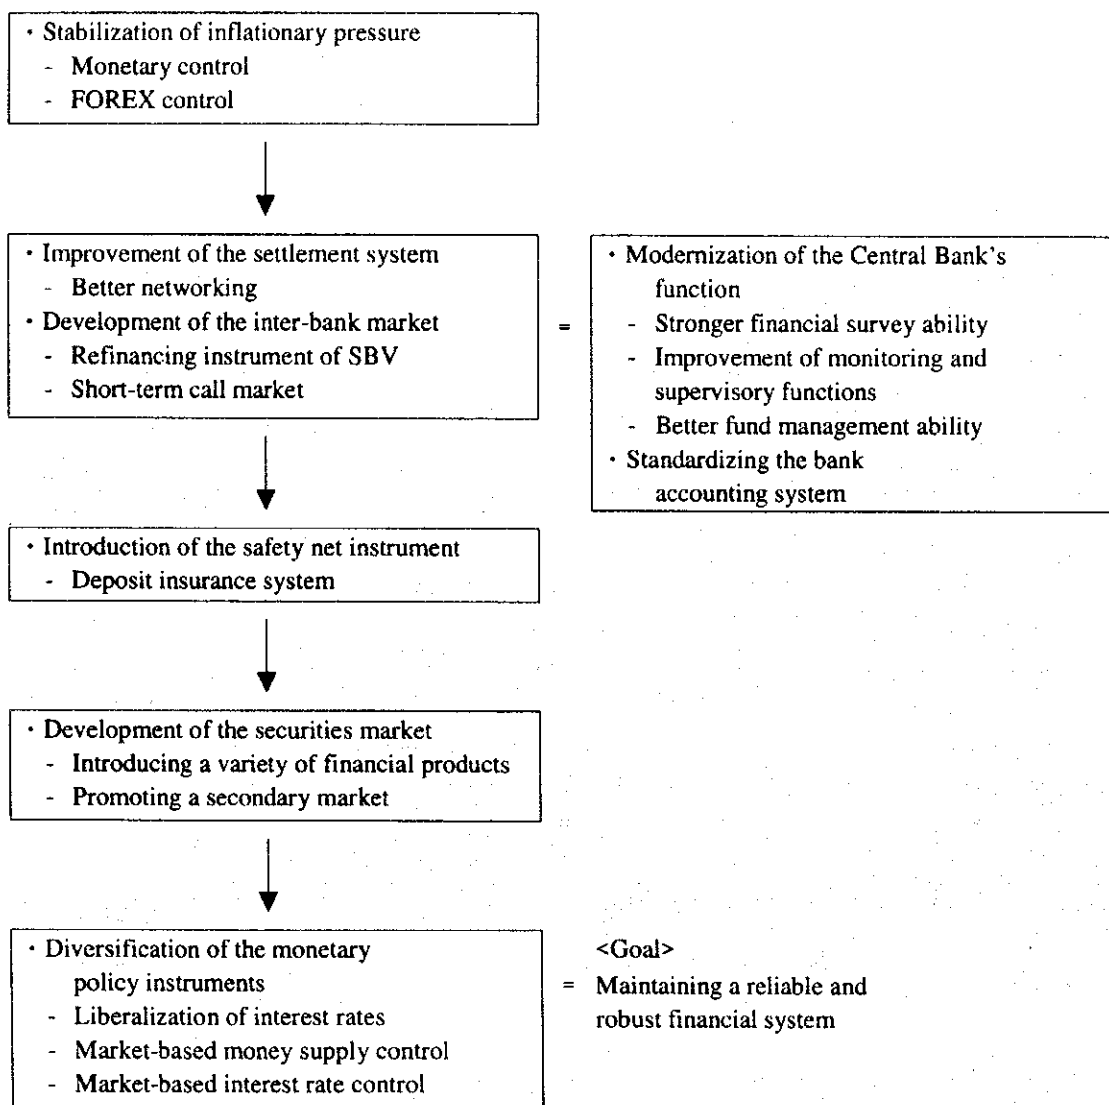 · Stabilization of inflationary pressure
- Monetary control
- FOREX control
· Improvement of the settlement system
- Better networking
· Development of the inter-bank market
- Refinancing instrument of SBV
- Short-term call market
=
· Modernization of the Central Bank's
function
- Stronger financial survey ability
- Improvement of monitoring and
supervisory functions
- Better fund management ability
· Standardizing the bank
accounting system
· Introduction of the safety net instrument
- Deposit insurance system
· Development of the securities market
- Introducing a variety of financial products
- Promoting a secondary market
· Diversification of the monetary
policy instruments
- Liberalization of interest rates
- Market-based money supply control
- Market-based interest rate control
<Goal>
= Maintaining a reliable and
robust financial system